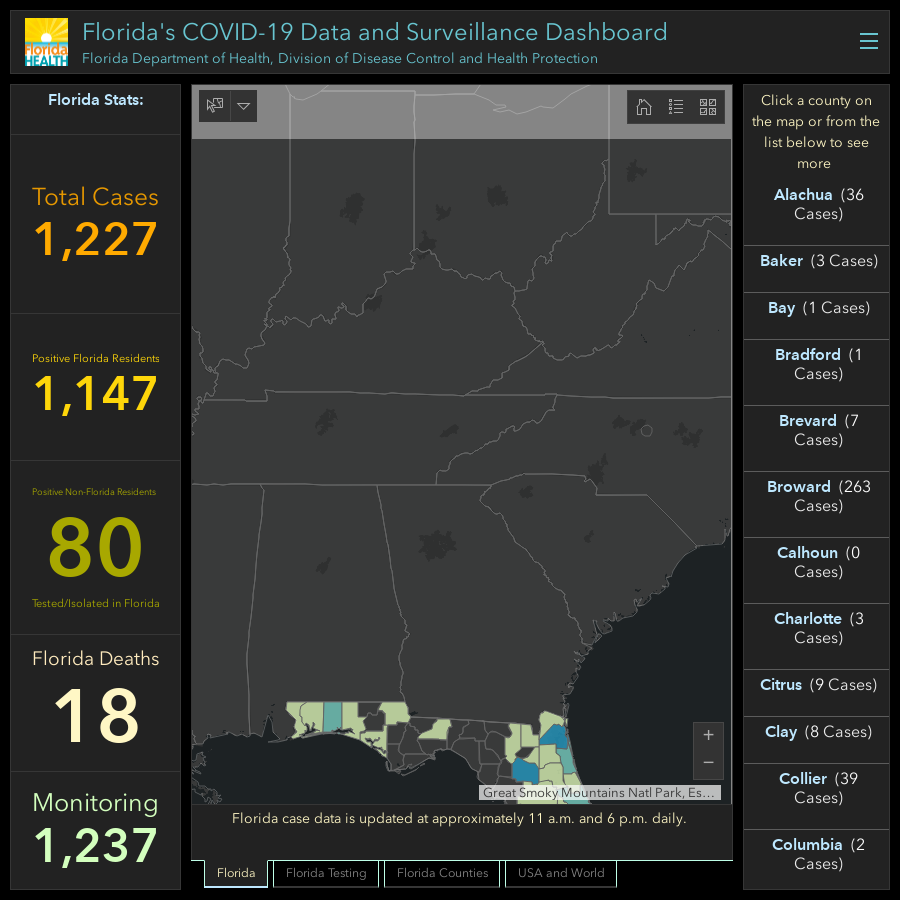 Florida
HEALTH
Florida's COVID-19 Data and Surveillance Dashboard
Florida Department of Health, Division of Disease Control and Health Protection
Florida Stats:
Total Cases
1,227
Positive Florida Residents
1,147
Positive Non-Florida Residents
80
Tested/Isolated in Florida
Florida Deaths
18
Monitoring
1,237
+
−
Great Smoky Mountains Natl Park, Es...
Florida case data is updated at approximately 11 a.m. and 6 p.m. daily.
Florida
Florida Testing
Florida Counties
USA and World
Click a county on
the map or from the
list below to see
more
Alachua (36
Cases)
Baker (3 Cases)
Bay (1 Cases)
Bradford (1
Cases)
Brevard (7
Cases)
Broward (263
Cases)
Calhoun (0
Cases)
Charlotte (3
Cases)
Citrus (9 Cases)
Clay (8 Cases)
Collier (39
Cases)
Columbia (2
Cases)